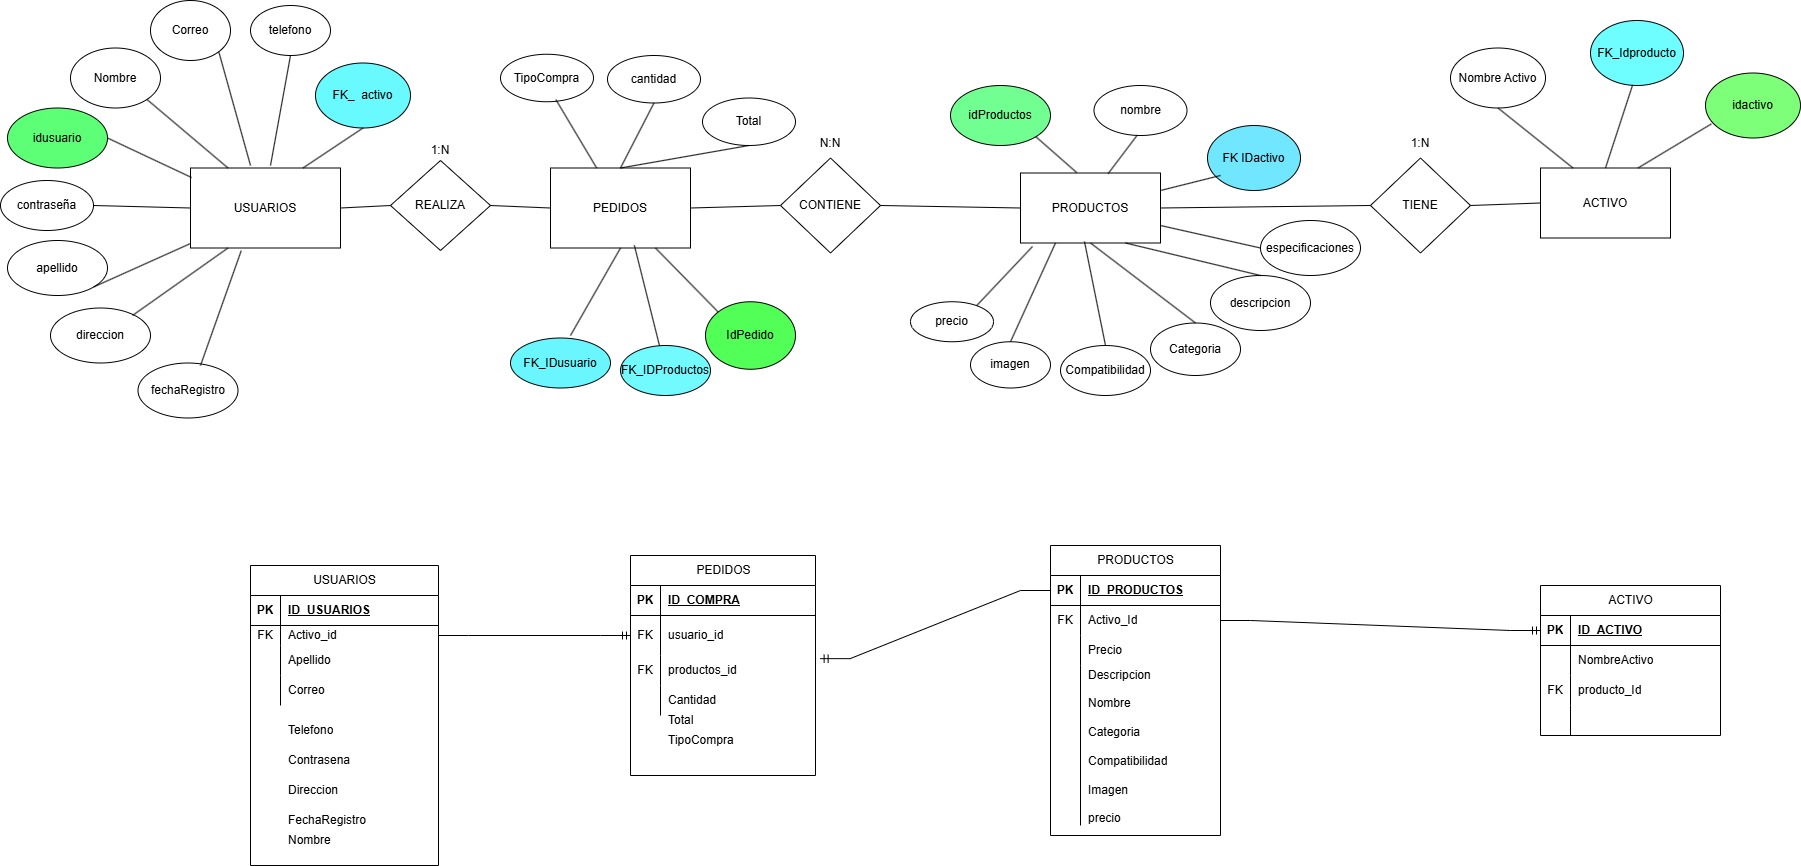 Correo
telefono
Nombre
FK_ activo
idusuario
contraseña
USUARIOS
apellido
direccion
fechaRegistro
1:N
REALIZA
TipoCompra
cantidad
Total
PEDIDOS
FK_IDusuario
FK_IDProductos
IdPedido
N:N
CONTIENE
idProductos
nombre
FK IDactivo
PRODUCTOS
especificaciones
descripcion
precio
imagen
Compatibilidad
Categoria
1:N
TIENE
Nombre Activo
FK_Idproducto
idactivo
ACTIVO
USUARIOS
PK ID_USUARIOS
FK Activo_id
Apellido
Correo
Telefono
Contrasena
Direccion
FechaRegistro
Nombre
PEDIDOS
PK ID_COMPRA
FK usuario_id
FK productos_id
Cantidad
Total
TipoCompra
PRODUCTOS
PK ID_PRODUCTOS
FK Activo_Id
Precio
Descripcion
Nombre
Categoria
Compatibilidad
Imagen
precio
ACTIVO
PK ID_ACTIVO
NombreActivo
FK producto_Id